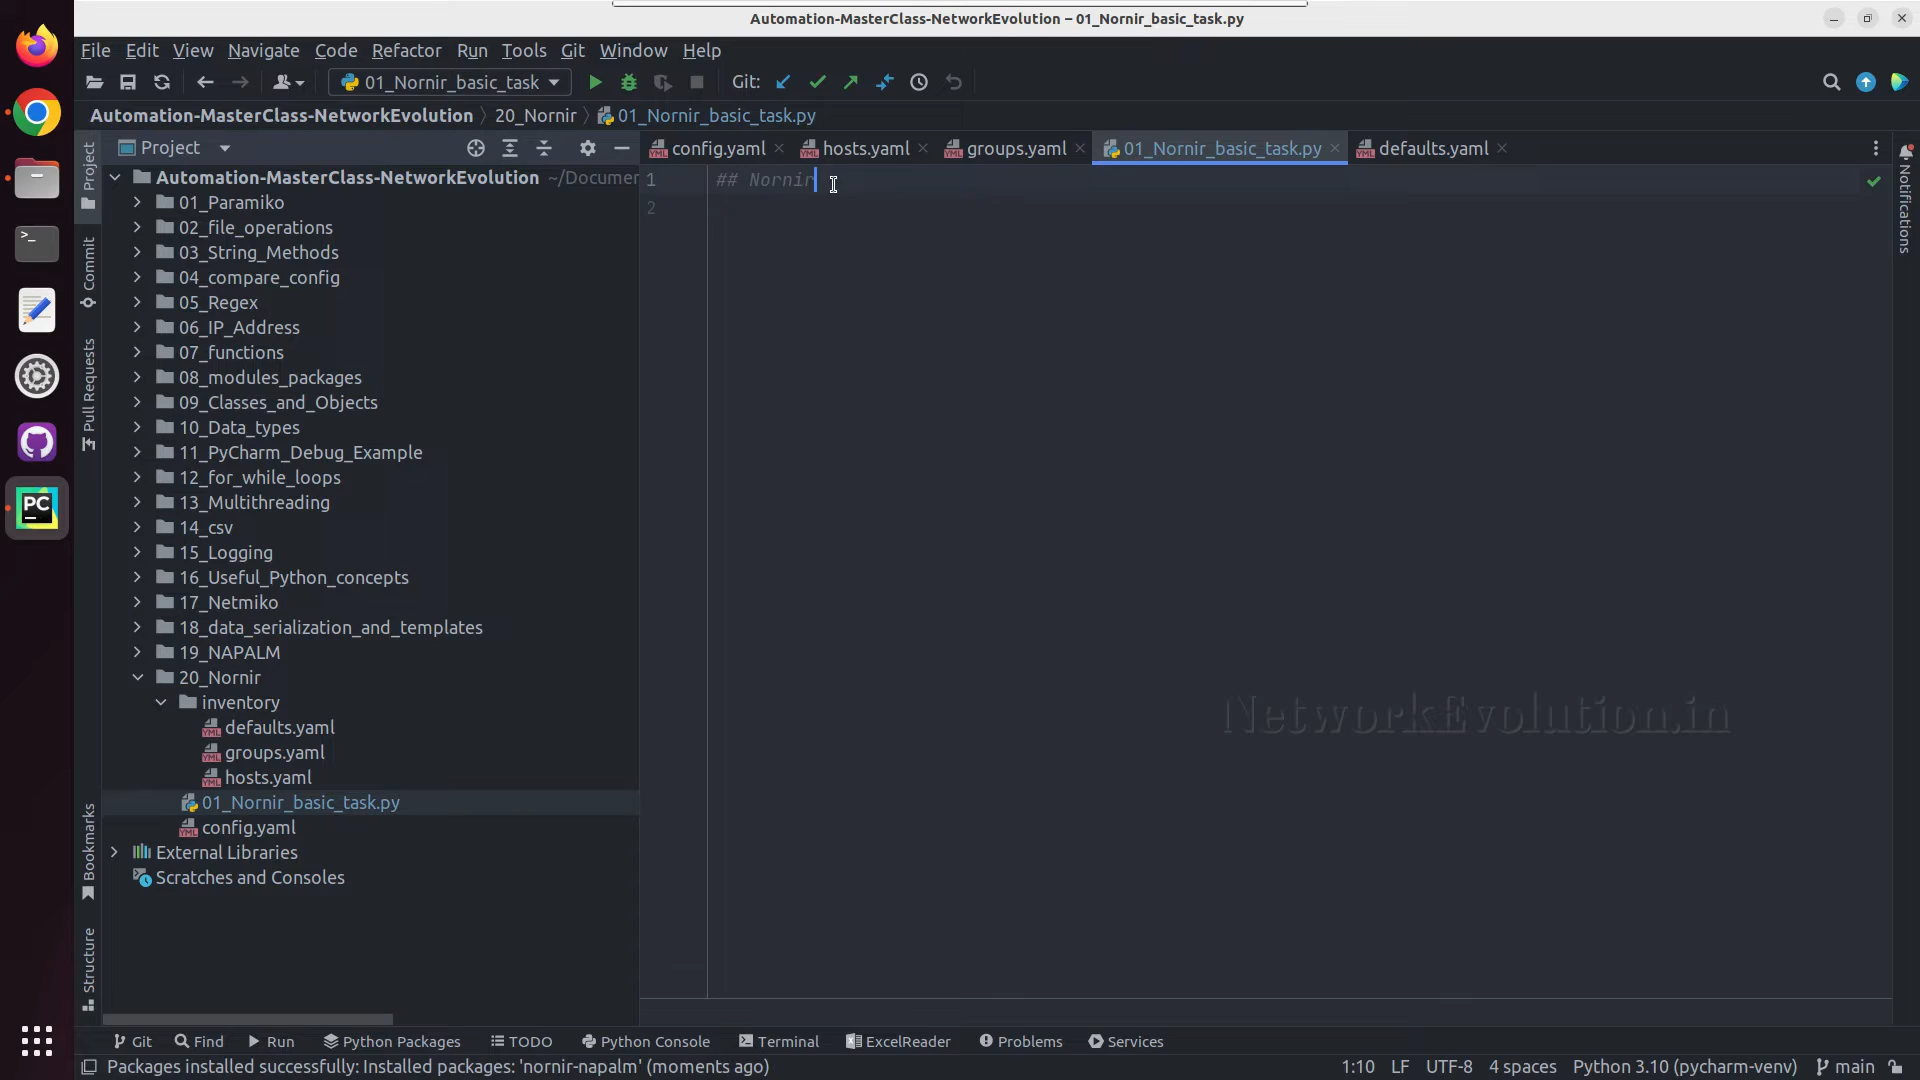 Automation-MasterClass-NetworkEvolution – 01_Nornir_basic_task.py
File Edit View Navigate Code Refactor Run Tools Git Window Help
01_Nornir_basic_task Git:
Automation-MasterClass-NetworkEvolution 20_Nornir 01_Nornir_basic_task.py
Project config.yaml hosts.yaml groups.yaml 01_Nornir_basic_task.py defaults.yaml
Project
Commit
Pull Requests
Bookmarks
Structure
Notifications
Automation-MasterClass-NetworkEvolution ~/Documer
01_Paramiko
02_file_operations
03_String_Methods
04_compare_config
05_Regex
06_IP_Address
07_functions
08_modules_packages
09_Classes_and_Objects
10_Data_types
11_PyCharm_Debug_Example
12_for_while_loops
13_Multithreading
14_csv
15_Logging
16_Useful_Python_concepts
17_Netmiko
18_data_serialization_and_templates
19_NAPALM
20_Nornir
inventory
defaults.yaml
groups.yaml
hosts.yaml
01_Nornir_basic_task.py
config.yaml
External Libraries
Scratches and Consoles
1 ## Nornir
2
NetworkEvolution.in
PC
Git Find Run Python Packages TODO Python Console Terminal ExcelReader Problems Services
Packages installed successfully: Installed packages: 'nornir-napalm' (moments ago) 1:10 LF UTF-8 4 spaces Python 3.10 (pycharm-venv) main